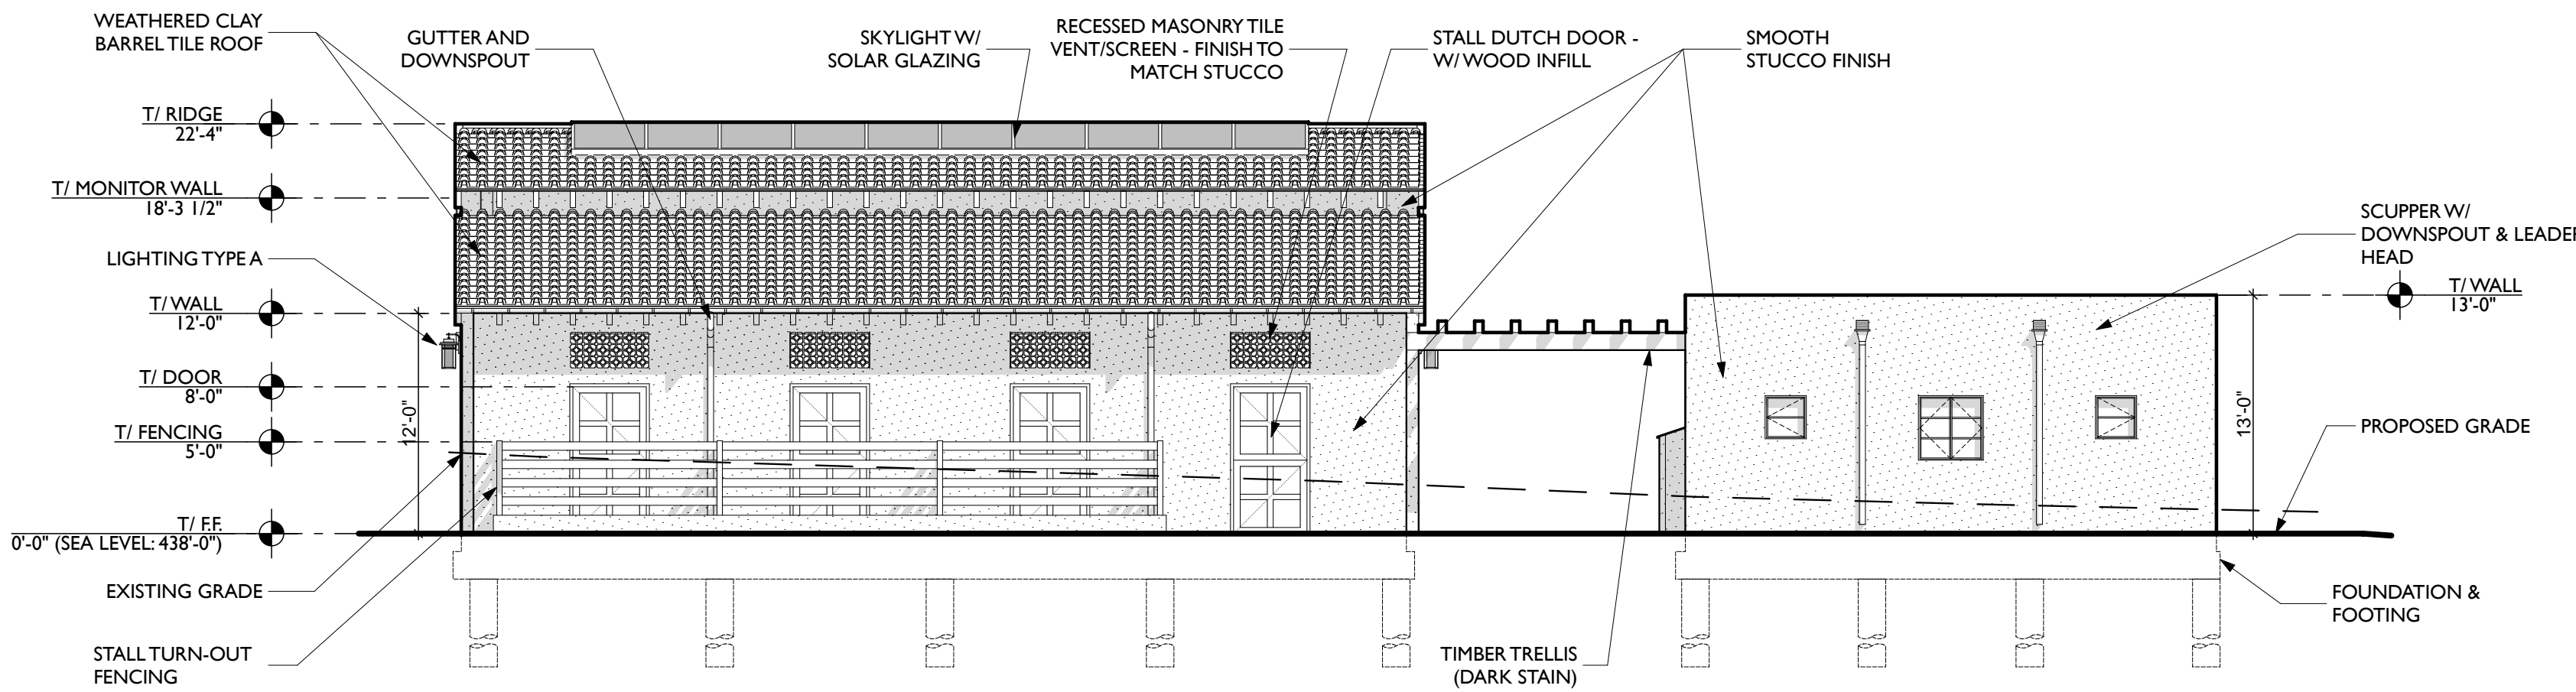 WEATHERED CLAY
BARREL TILE ROOF
GUTTER AND
DOWNSPOUT
SKYLIGHT W/
SOLAR GLAZING
RECESSED MASONRY TILE
VENT/SCREEN - FINISH TO
MATCH STUCCO
STALL DUTCH DOOR -
W/ WOOD INFILL
SMOOTH
STUCCO FINISH
T/ RIDGE
22'-4"
T/ MONITOR WALL
18'-3 1/2"
LIGHTING TYPE A
T/ WALL
12'-0"
T/ DOOR
8'-0"
T/ FENCING
5'-0"
12'-0"
T/ F.F.
0'-0" (SEA LEVEL: 438'-0")
EXISTING GRADE
STALL TURN-OUT
FENCING
TIMBER TRELLIS
(DARK STAIN)
SCUPPER W/
DOWNSPOUT & LEADER
HEAD
T/ WALL
13'-0"
13'-0"
PROPOSED GRADE
FOUNDATION &
FOOTING